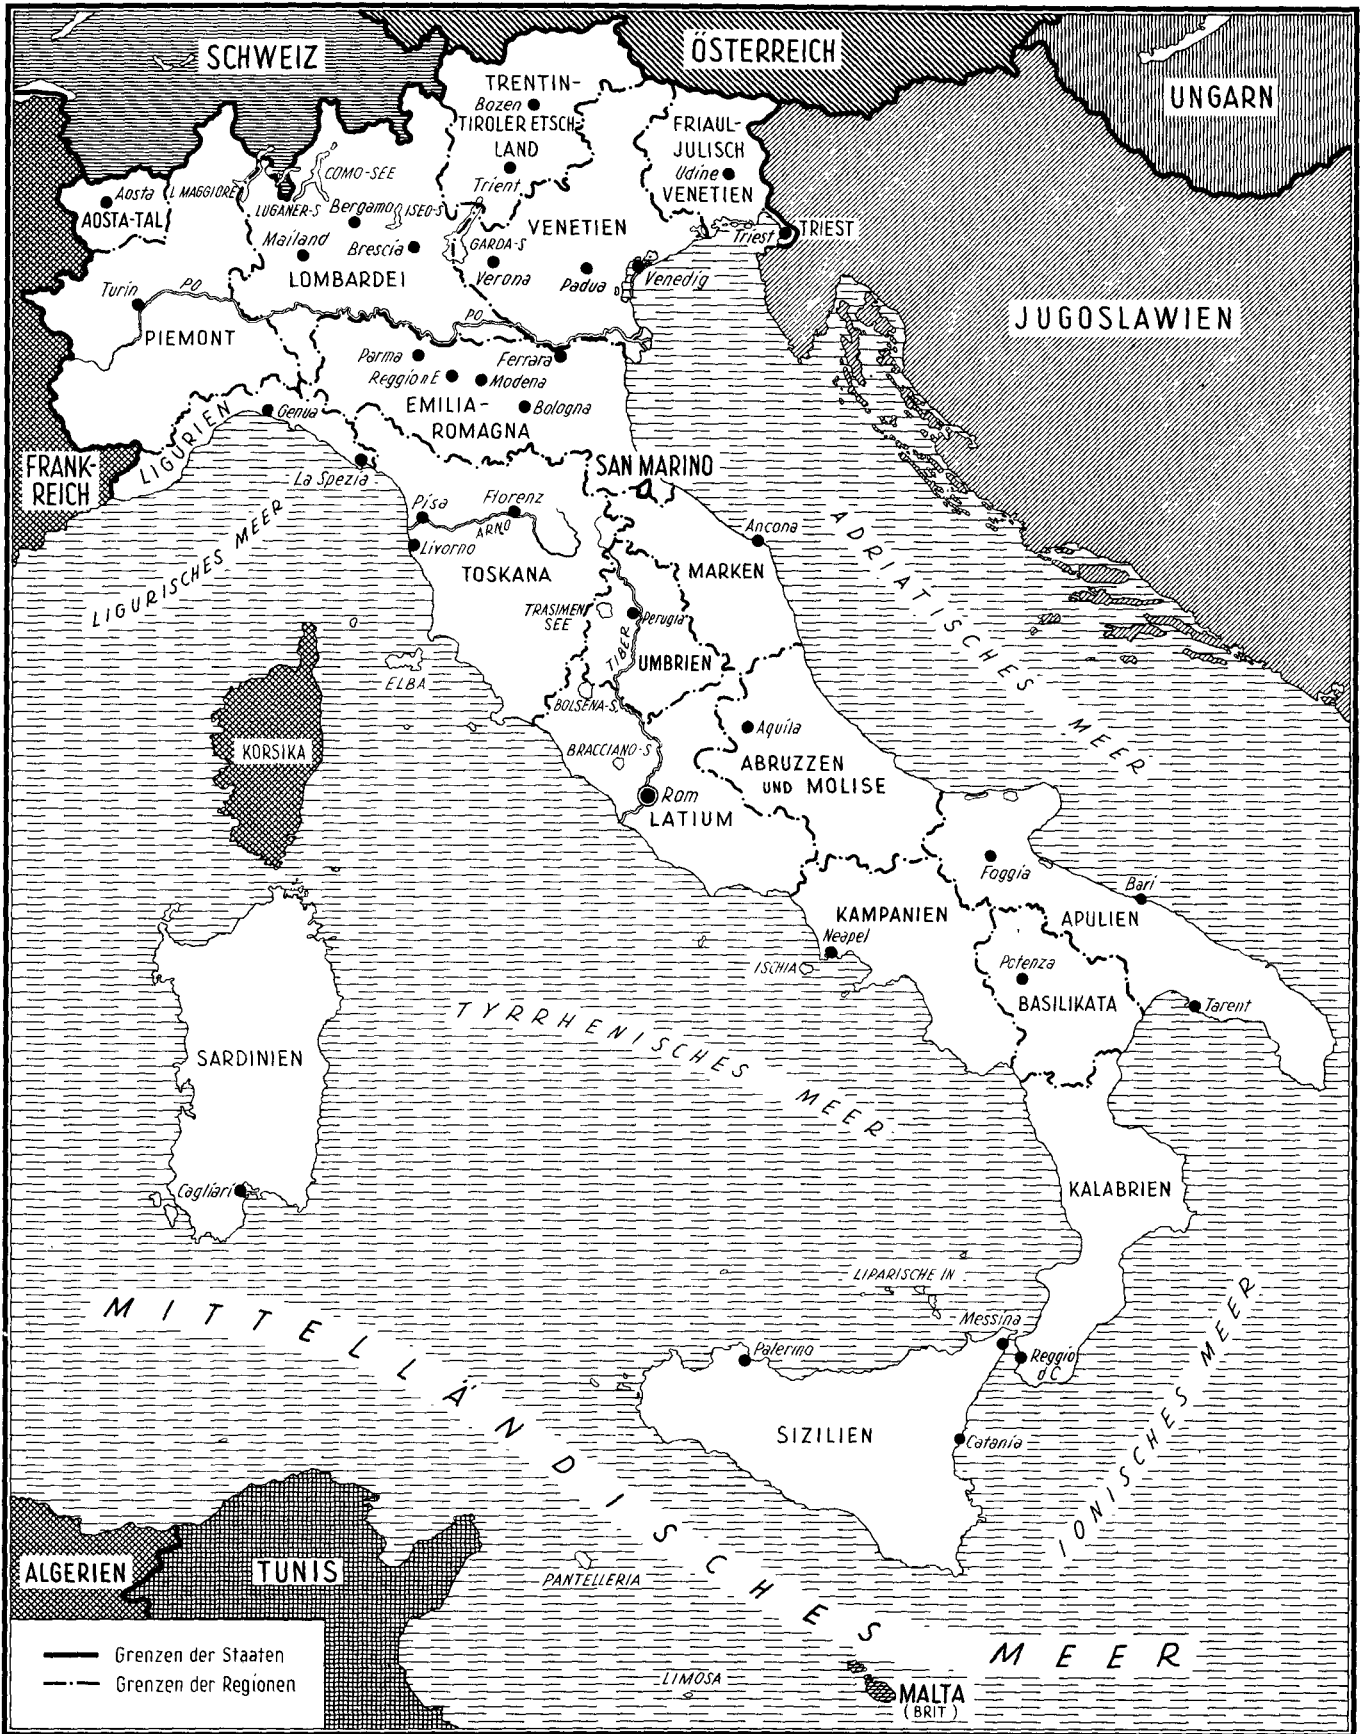 SCHWEIZ
ÖSTERREICH
UNGARN
TRENTIN-
Bozen
TIROLER ETSCH-
LAND
Trient
FRIAUL-
JULISCH
Udine
VENETIEN
COMO-SEE
L MAGGIORE
LUGANER-S
Aosta
AOSTA-TAL
Bergamo
ISEO-S
VENETIEN
Triest
TRIEST
Mailand
Brescia
GARDA-S
LOMBARDEI
Verona
Padua
Venedig
Turin
PO
PO
JUGOSLAWIEN
PIEMONT
Parma
Ferrara
Reggio n E
Modena
EMILIA-
ROMAGNA
Bologna
Genua
LIGURIEN
FRANK-
REICH
La Spezia
SAN MARINO
Pisa
Florenz
ARNO
Livorno
Ancona
LIGURISCHES MEER
ADRIATISCHES MEER
TOSKANA
MARKEN
TRASIMEN
SEE
Perugia
TIBER
UMBRIEN
ELBA
BOLSENA-S.
Aquila
KORSIKA
BRACCIANO-S
ABRUZZEN
UND MOLISE
Rom
LATIUM
Foggia
Bari
KAMPANIEN
APULIEN
Neapel
ISCHIA
Potenza
BASILIKATA
Tarent
TYRRHENISCHES MEER
SARDINIEN
Cagliari
KALABRIEN
LIPARISCHE IN
Messina
Reggio
d C
Palermo
MITTELLÄNDISCHES MEER
IONISCHES MEER
SIZILIEN
Catania
ALGERIEN
TUNIS
PANTELLERIA
LIMOSA
MALTA
(BRIT)
Grenzen der Staaten
Grenzen der Regionen